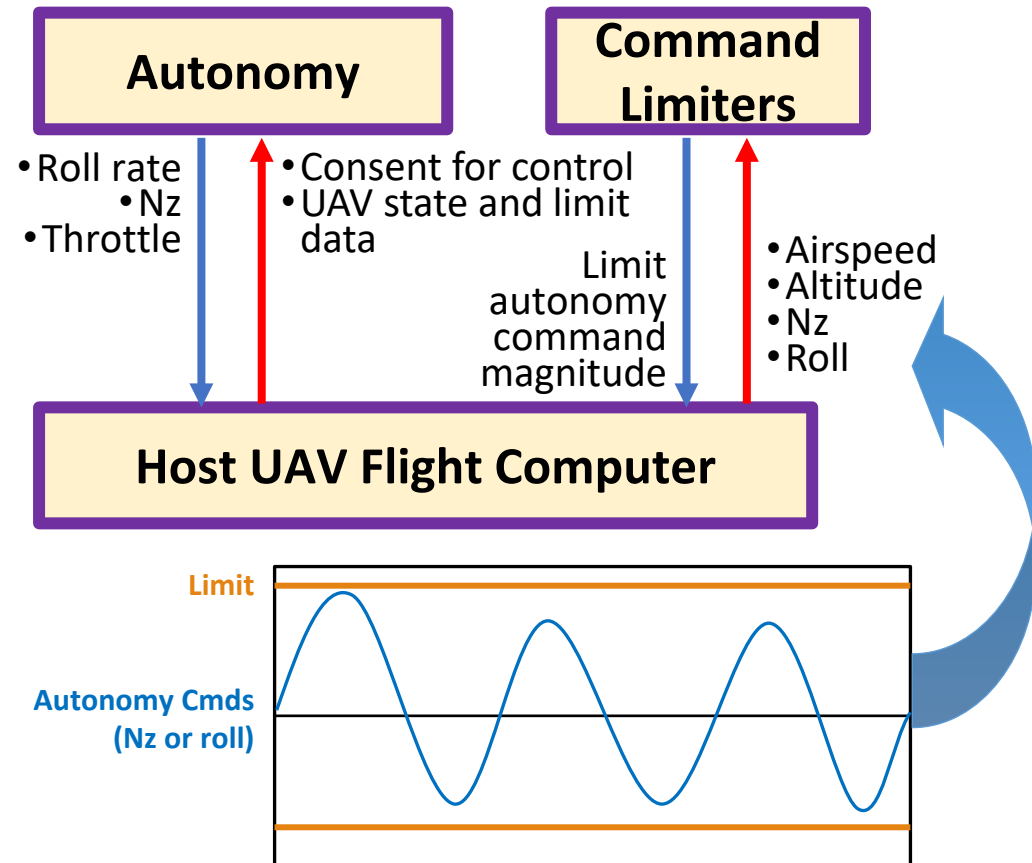 Autonomy
Command
Limiters
•Roll rate
•Nz
•Throttle
•Consent for control
•UAV state and limit
data
Limit
autonomy
command
magnitude
•Airspeed
•Altitude
•Nz
•Roll
Host UAV Flight Computer
Limit
Autonomy Cmds
(Nz or roll)